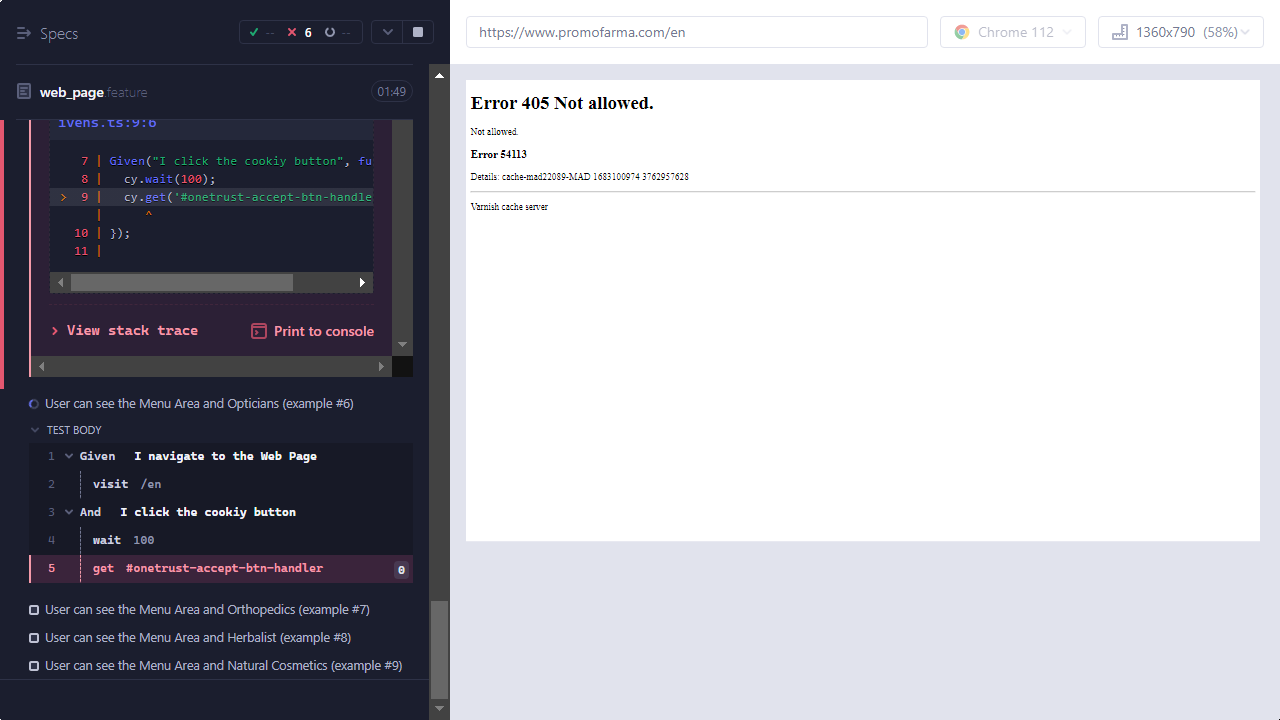 Specs
-- 6 --
web_page.feature 01:49
ivens.ts:9:6
7 | Given("I click the cookiy button", fu
8 | cy.wait(100);
> 9 | cy.get('#onetrust-accept-btn-handle
| ^
10 | });
11 |
View stack trace
Print to console
User can see the Menu Area and Opticians (example #6)
TEST BODY
1 Given I navigate to the Web Page
2 visit /en
3 And I click the cookiy button
4 wait 100
5 get #onetrust-accept-btn-handler 0
User can see the Menu Area and Orthopedics (example #7)
User can see the Menu Area and Herbalist (example #8)
User can see the Menu Area and Natural Cosmetics (example #9)
https://www.promofarma.com/en
Chrome 112
1360x790 (58%)
Error 405 Not allowed.
Not allowed.
Error 54113
Details: cache-mad22089-MAD 1683100974 3762957628
Varnish cache server